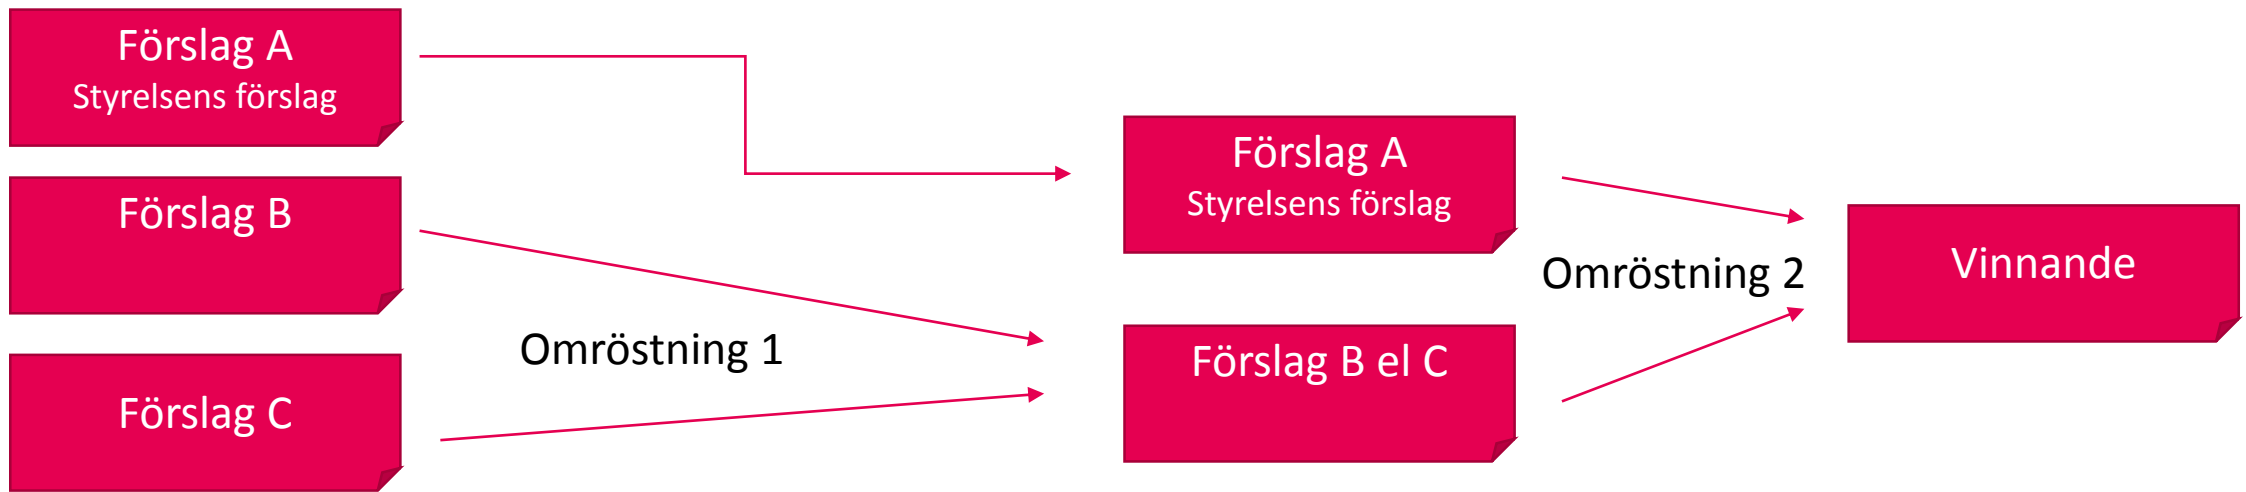 Förslag A
Styrelsens förslag
Förslag B
Förslag C
Omröstning 1
Förslag A
Styrelsens förslag
Förslag B el C
Omröstning 2
Vinnande